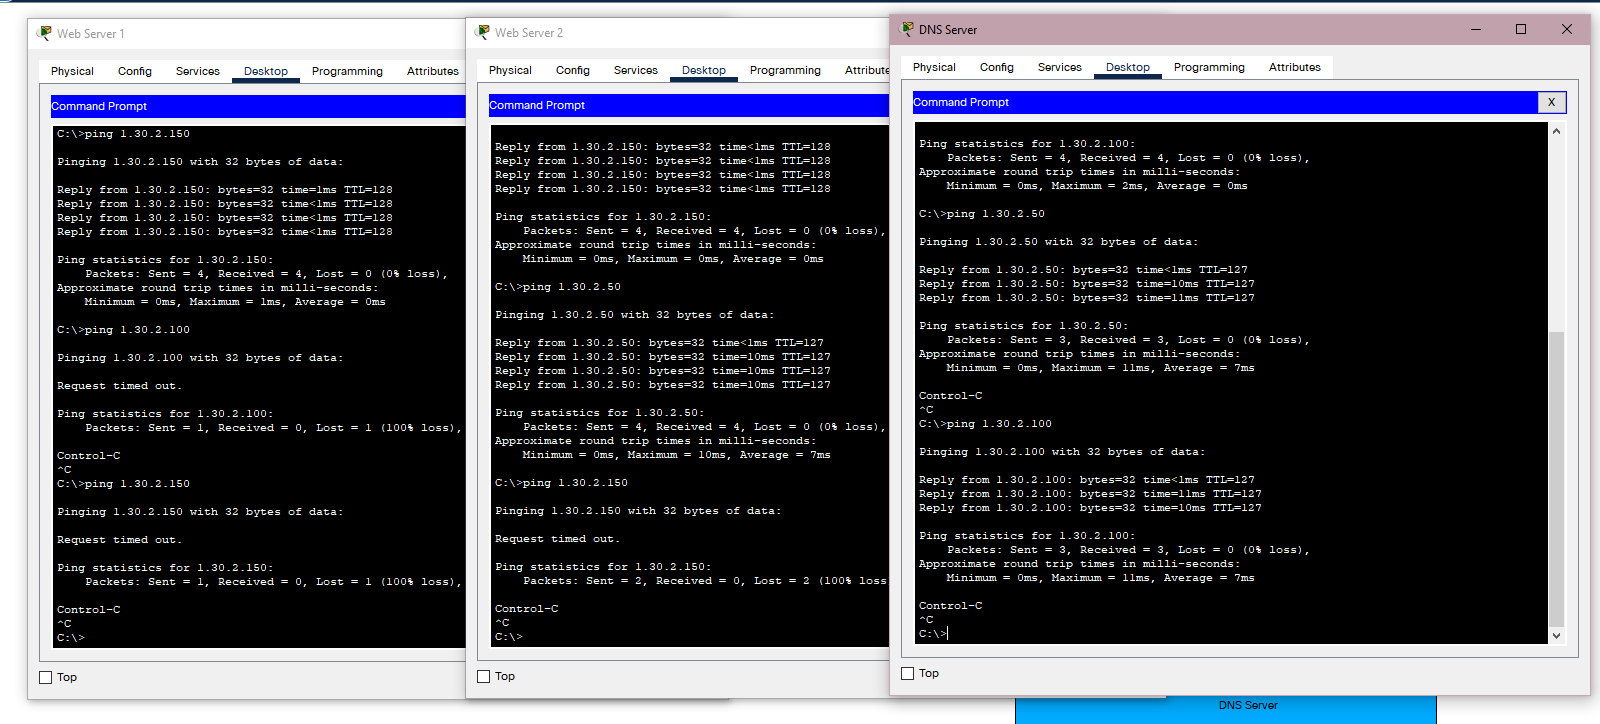 Web Server 1
Physical Config Services Desktop Programming Attributes
Command Prompt
C:\>ping 1.30.2.150
Pinging 1.30.2.150 with 32 bytes of data:
Reply from 1.30.2.150: bytes=32 time=1ms TTL=128
Reply from 1.30.2.150: bytes=32 time<1ms TTL=128
Reply from 1.30.2.150: bytes=32 time<1ms TTL=128
Reply from 1.30.2.150: bytes=32 time<1ms TTL=128
Ping statistics for 1.30.2.150:
Packets: Sent = 4, Received = 4, Lost = 0 (0% loss),
Approximate round trip times in milli-seconds:
Minimum = 0ms, Maximum = 1ms, Average = 0ms
C:\>ping 1.30.2.100
Pinging 1.30.2.100 with 32 bytes of data:
Request timed out.
Ping statistics for 1.30.2.100:
Packets: Sent = 1, Received = 0, Lost = 1 (100% loss),
Control-C
^C
C:\>ping 1.30.2.150
Pinging 1.30.2.150 with 32 bytes of data:
Request timed out.
Ping statistics for 1.30.2.150:
Packets: Sent = 1, Received = 0, Lost = 1 (100% loss),
Control-C
^C
C:\>
Top
Web Server 2
Physical Config Services Desktop Programming Attribute
Command Prompt
Reply from 1.30.2.150: bytes=32 time<1ms TTL=128
Reply from 1.30.2.150: bytes=32 time<1ms TTL=128
Reply from 1.30.2.150: bytes=32 time<1ms TTL=128
Reply from 1.30.2.150: bytes=32 time<1ms TTL=128
Ping statistics for 1.30.2.150:
Packets: Sent = 4, Received = 4, Lost = 0 (0% loss),
Approximate round trip times in milli-seconds:
Minimum = 0ms, Maximum = 0ms, Average = 0ms
C:\>ping 1.30.2.50
Pinging 1.30.2.50 with 32 bytes of data:
Reply from 1.30.2.50: bytes=32 time<1ms TTL=127
Reply from 1.30.2.50: bytes=32 time=10ms TTL=127
Reply from 1.30.2.50: bytes=32 time=10ms TTL=127
Reply from 1.30.2.50: bytes=32 time=10ms TTL=127
Ping statistics for 1.30.2.50:
Packets: Sent = 4, Received = 4, Lost = 0 (0% loss),
Approximate round trip times in milli-seconds:
Minimum = 0ms, Maximum = 10ms, Average = 7ms
C:\>ping 1.30.2.150
Pinging 1.30.2.150 with 32 bytes of data:
Request timed out.
Ping statistics for 1.30.2.150:
Packets: Sent = 2, Received = 0, Lost = 2 (100% loss
Control-C
^C
C:\>
Top
DNS Server
Physical Config Services Desktop Programming Attributes
Command Prompt X
Ping statistics for 1.30.2.100:
Packets: Sent = 4, Received = 4, Lost = 0 (0% loss),
Approximate round trip times in milli-seconds:
Minimum = 0ms, Maximum = 2ms, Average = 0ms
C:\>ping 1.30.2.50
Pinging 1.30.2.50 with 32 bytes of data:
Reply from 1.30.2.50: bytes=32 time<1ms TTL=127
Reply from 1.30.2.50: bytes=32 time=10ms TTL=127
Reply from 1.30.2.50: bytes=32 time=11ms TTL=127
Ping statistics for 1.30.2.50:
Packets: Sent = 3, Received = 3, Lost = 0 (0% loss),
Approximate round trip times in milli-seconds:
Minimum = 0ms, Maximum = 11ms, Average = 7ms
Control-C
^C
C:\>ping 1.30.2.100
Pinging 1.30.2.100 with 32 bytes of data:
Reply from 1.30.2.100: bytes=32 time<1ms TTL=127
Reply from 1.30.2.100: bytes=32 time=11ms TTL=127
Reply from 1.30.2.100: bytes=32 time=10ms TTL=127
Ping statistics for 1.30.2.100:
Packets: Sent = 3, Received = 3, Lost = 0 (0% loss),
Approximate round trip times in milli-seconds:
Minimum = 0ms, Maximum = 11ms, Average = 7ms
Control-C
^C
C:\>
Top
DNS Server